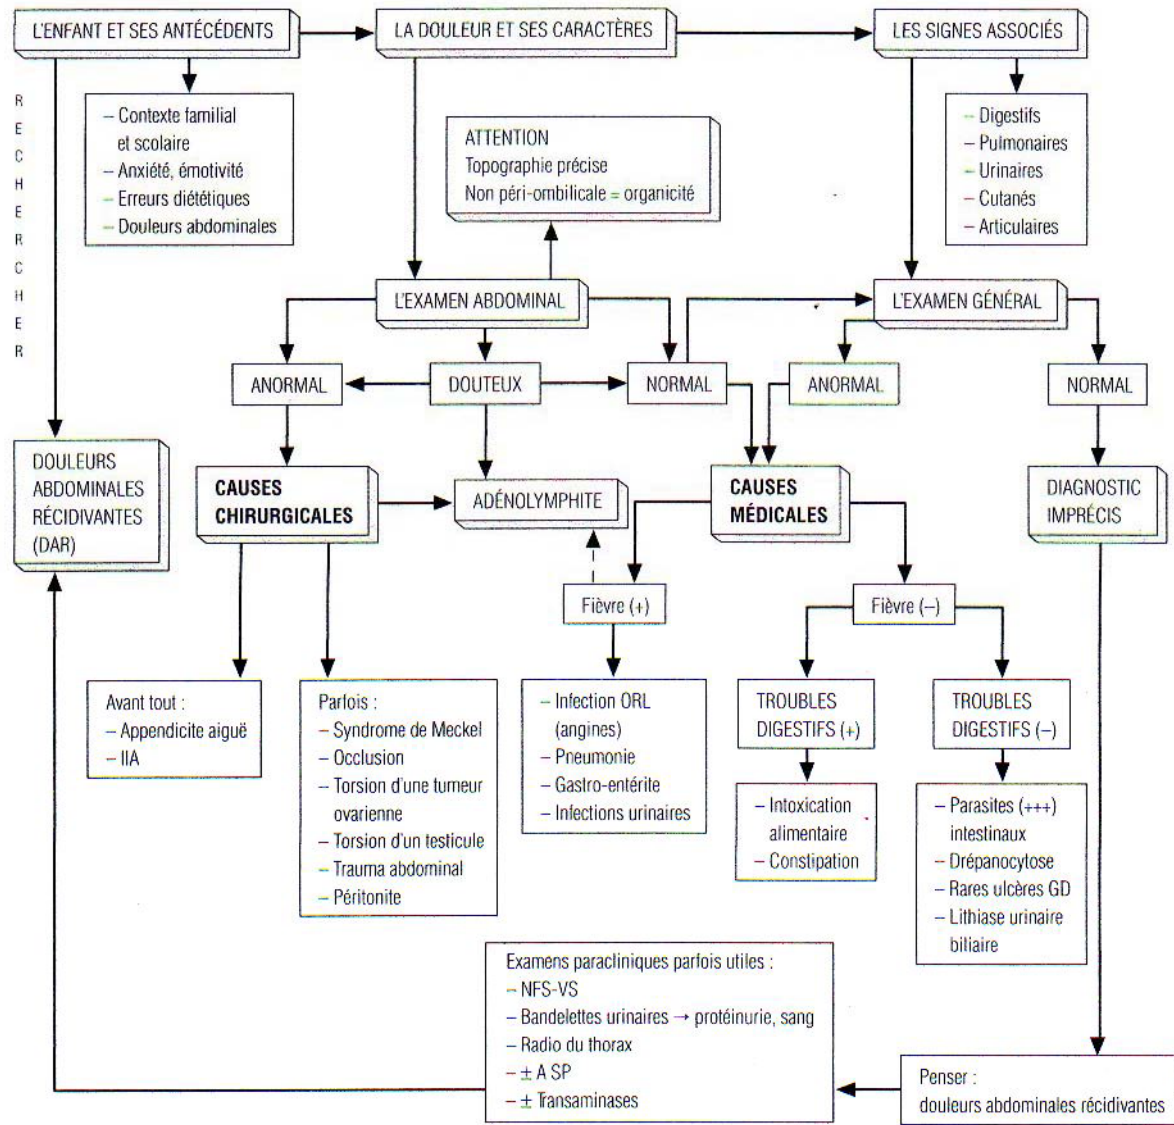 L'ENFANT ET SES ANTÉCÉDENTS
LA DOULEUR ET SES CARACTÈRES
LES SIGNES ASSOCIÉS
RECHERCHER
– Contexte familial
et scolaire
– Anxiété, émotivité
– Erreurs diététiques
– Douleurs abdominales
ATTENTION
Topographie précise
Non péri-ombilicale = organicité
– Digestifs
– Pulmonaires
– Urinaires
– Cutanés
– Articulaires
L'EXAMEN ABDOMINAL
L'EXAMEN GÉNÉRAL
ANORMAL
DOUTEUX
NORMAL
ANORMAL
NORMAL
DOULEURS
ABDOMINALES
RÉCIDIVANTES
(DAR)
CAUSES
CHIRURGICALES
ADÉNOLYMPHITE
CAUSES
MÉDICALES
DIAGNOSTIC
IMPRÉCIS
Fièvre (+)
Fièvre (–)
Avant tout :
– Appendicite aiguë
– IIA
Parfois :
– Syndrome de Meckel
– Occlusion
– Torsion d'une tumeur
ovarienne
– Torsion d'un testicule
– Trauma abdominal
– Péritonite
– Infection ORL
(angines)
– Pneumonie
– Gastro-entérite
– Infections urinaires
TROUBLES
DIGESTIFS (+)
TROUBLES
DIGESTIFS (–)
– Intoxication
alimentaire
– Constipation
– Parasites (+++)
intestinaux
– Drépanocytose
– Rares ulcères GD
– Lithiase urinaire
biliaire
Examens paracliniques parfois utiles :
– NFS-VS
– Bandelettes urinaires → protéinurie, sang
– Radio du thorax
– ± A SP
– ± Transaminases
Penser :
douleurs abdominales récidivantes